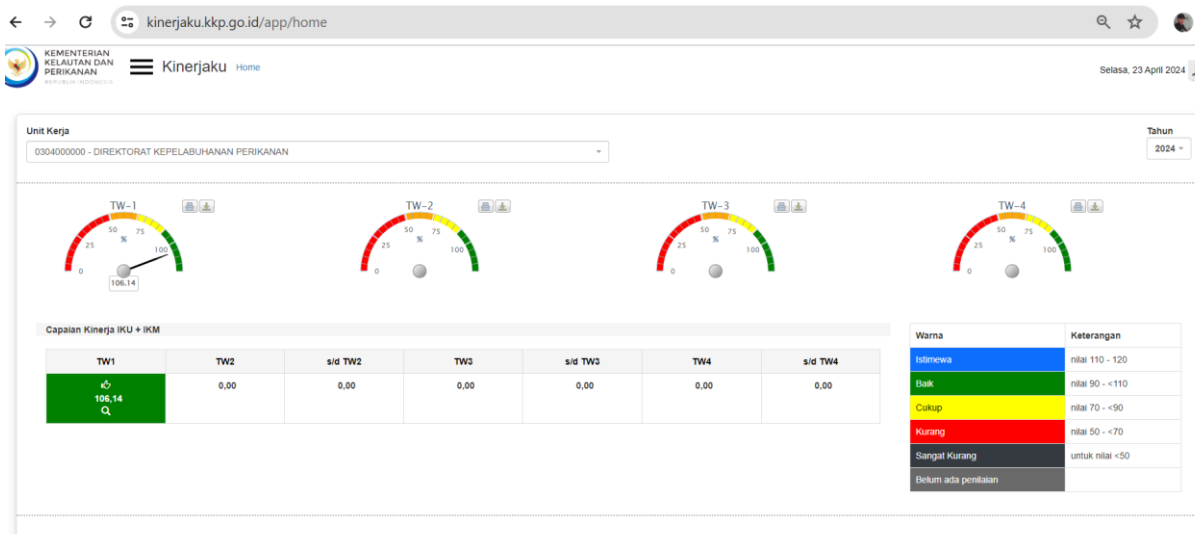 kinerjaku.kkp.go.id/app/home
KEMENTERIAN
KELAUTAN DAN
PERIKANAN
REPUBLIK INDONESIA
Kinerjaku Home
Selasa, 23 April 2024
Unit Kerja
Tahun
0304000000 - DIREKTORAT KEPELABUHANAN PERIKANAN
2024
TW-1
0 25 50 75 100
%
106.14
TW-2
0 25 50 75 100
%
TW-3
0 25 50 75 100
%
TW-4
0 25 50 75 100
%
Capaian Kinerja IKU + IKM
TW1 TW2 s/d TW2 TW3 s/d TW3 TW4 s/d TW4
106,14 0,00 0,00 0,00 0,00 0,00 0,00
Warna Keterangan
Istimewa nilai 110 - 120
Baik nilai 90 - <110
Cukup nilai 70 - <90
Kurang nilai 50 - <70
Sangat Kurang untuk nilai <50
Belum ada penilaian